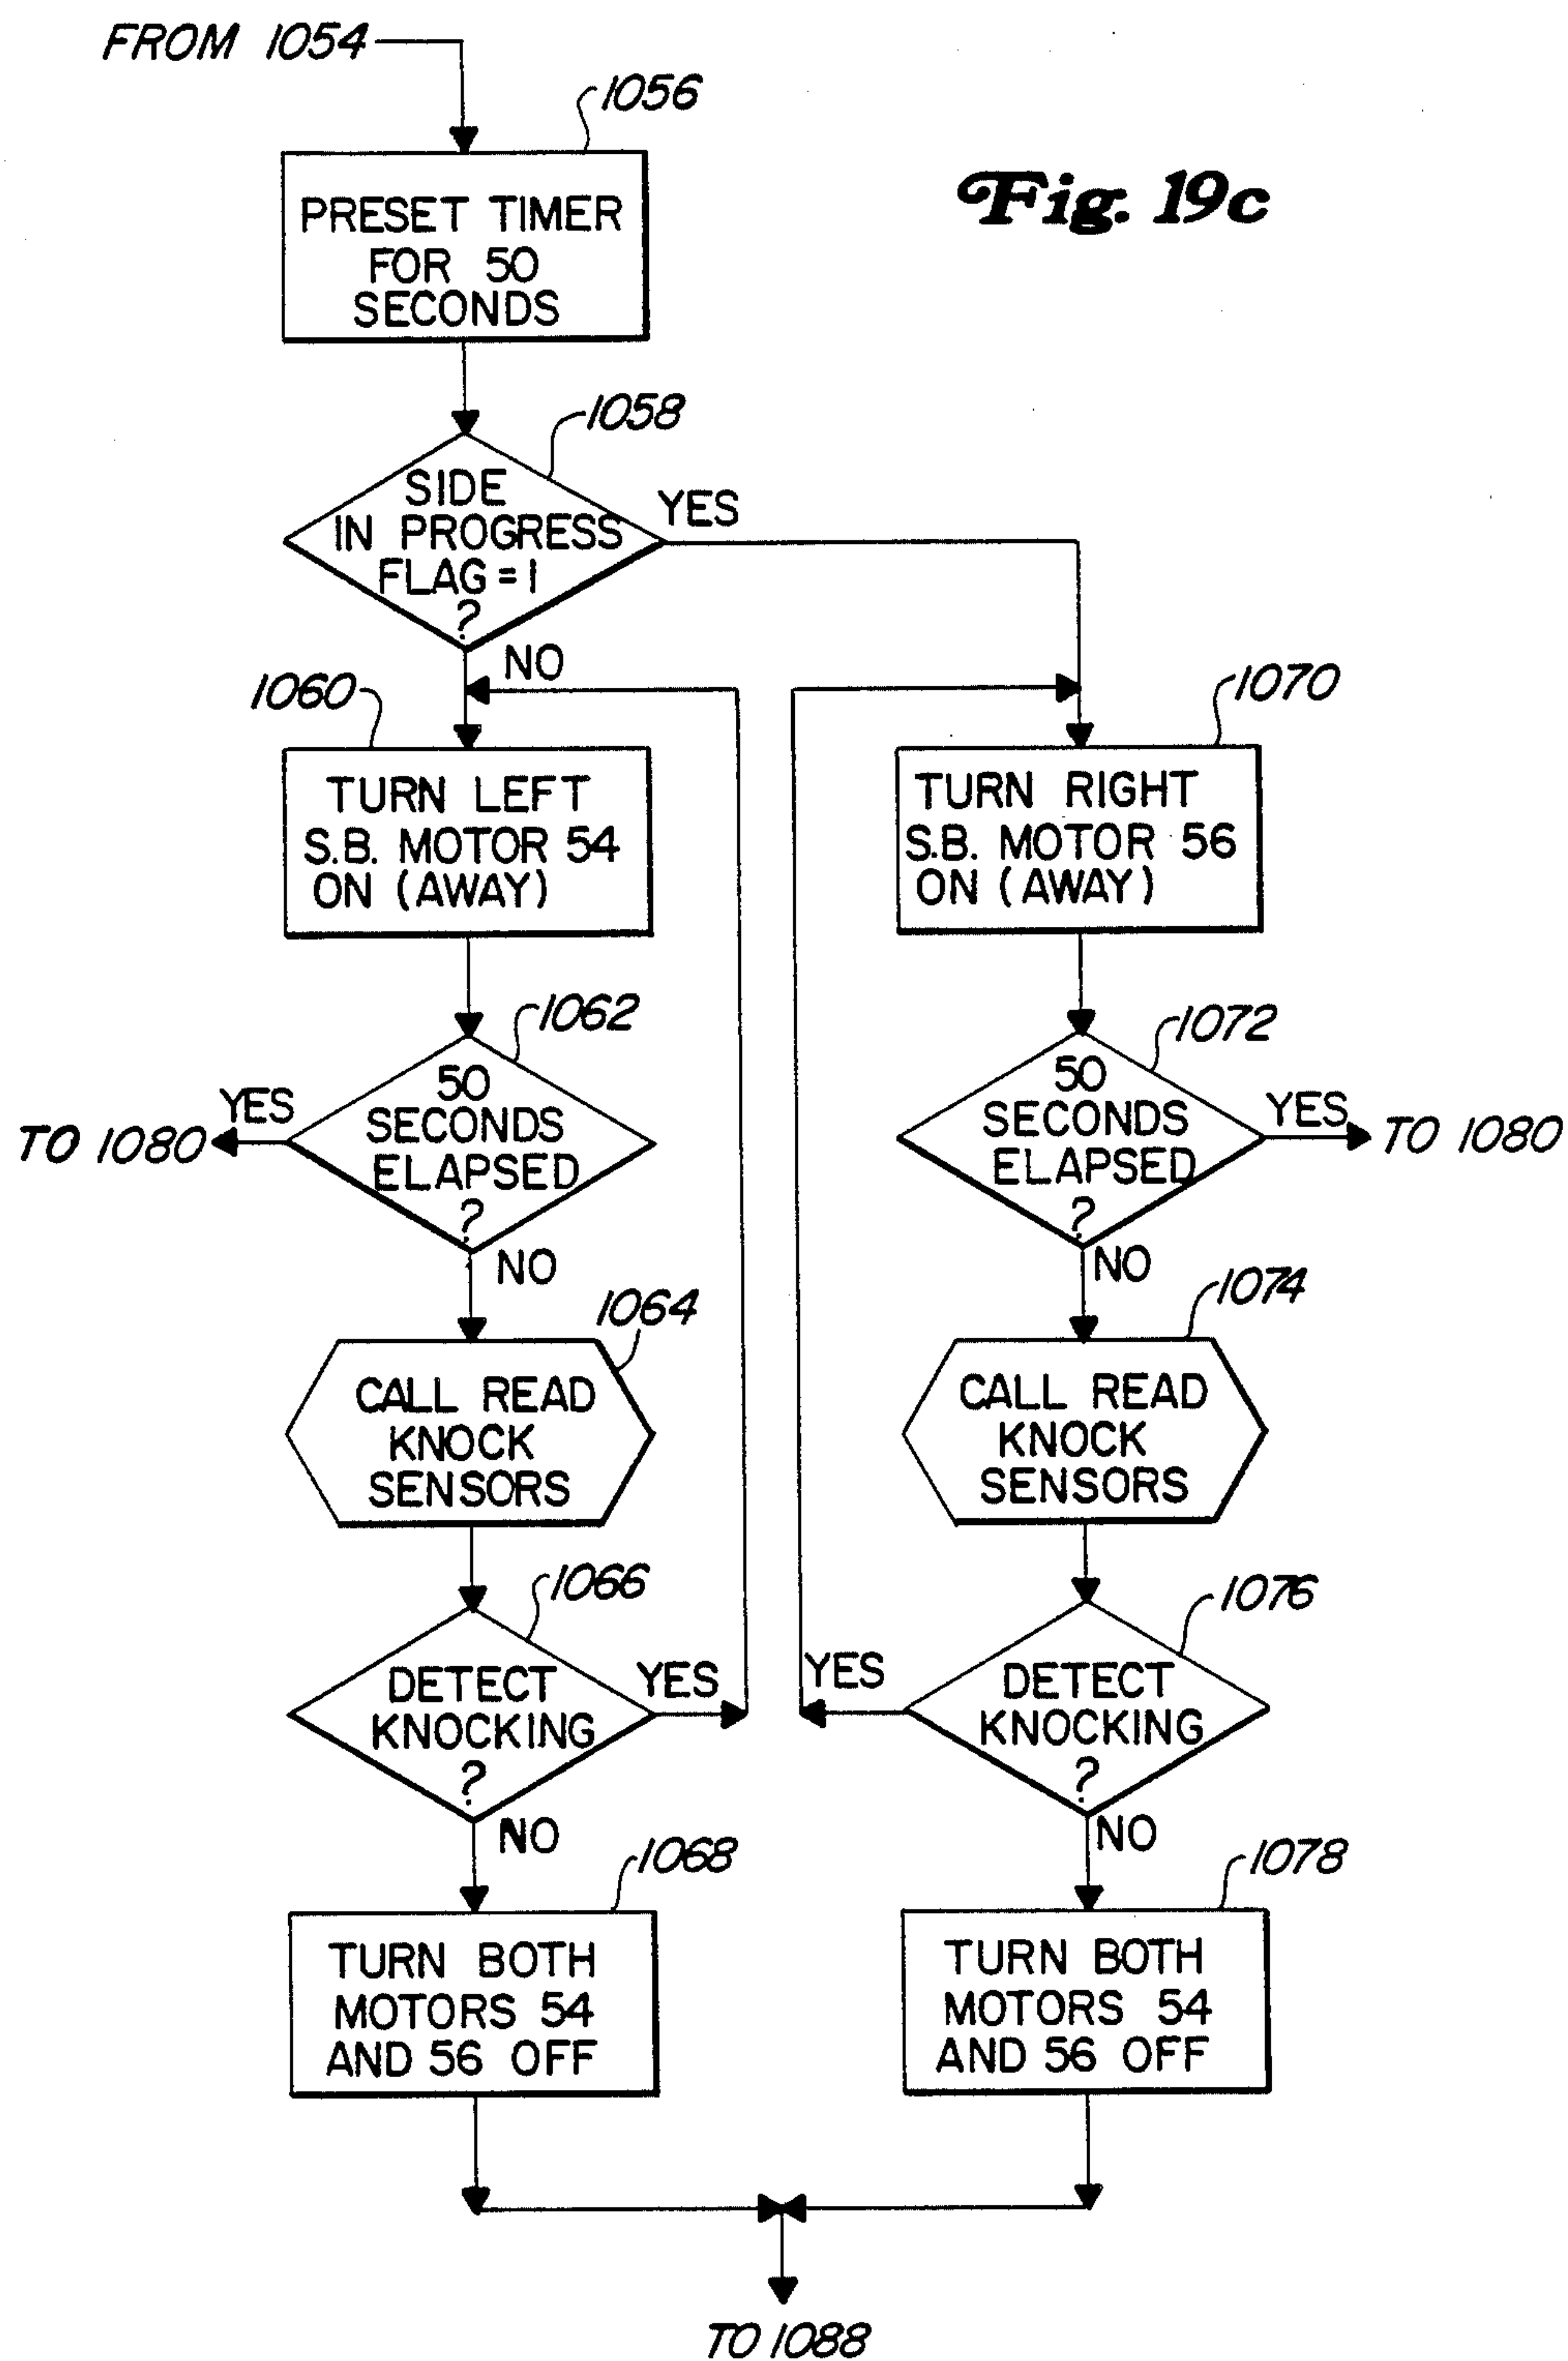 FROM 1054
1056
Fig. 19c
PRESET TIMER
FOR 50
SECONDS
1058
SIDE
IN PROGRESS
FLAG = 1
?
YES
NO
1060
TURN LEFT
S.B. MOTOR 54
ON (AWAY)
1062
50
SECONDS
ELAPSED
?
YES
TO 1080
NO
1064
CALL READ
KNOCK
SENSORS
1066
DETECT
KNOCKING
?
YES
NO
1068
TURN BOTH
MOTORS 54
AND 56 OFF
1070
TURN RIGHT
S.B. MOTOR 56
ON (AWAY)
1072
50
SECONDS
ELAPSED
?
YES
TO 1080
NO
1074
CALL READ
KNOCK
SENSORS
1076
DETECT
KNOCKING
?
YES
NO
1078
TURN BOTH
MOTORS 54
AND 56 OFF
TO 1088